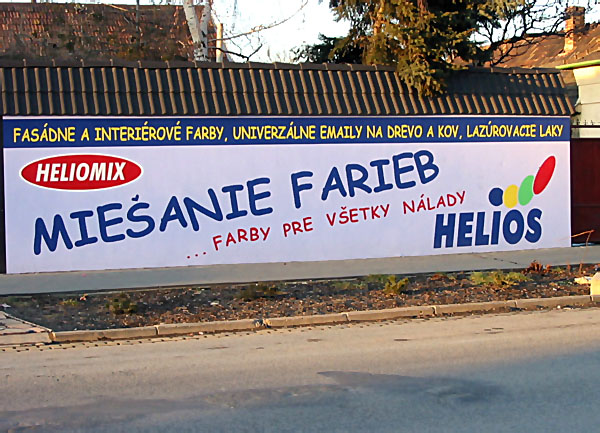 FASÁDNE A INTERIÉROVÉ FARBY, UNIVERZÁLNE EMAILY NA DREVO A KOV, LAZÚROVACIE LAKY
HELIOMIX
MIEŠANIE FARIEB
...FARBY PRE VŠETKY NÁLADY
HELIOS